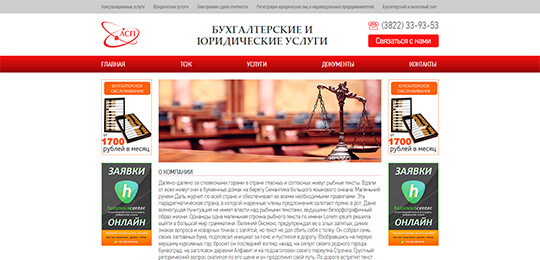 Консультационные услуги Юридические услуги Электронная сдача отчетности Регистрация юридических лиц и индивидуальных предпринимателей Бухгалтерский и налоговый учет
АСП
БУХГАЛТЕРСКИЕ И
ЮРИДИЧЕСКИЕ УСЛУГИ
(3822) 33-93-53
Связаться с нами
ГЛАВНАЯ ТСЖ УСЛУГИ ДОКУМЕНТЫ КОНТАКТЫ
БУХГАЛТЕРСКОЕ
ОБСЛУЖИВАНИЕ
от
1700
рублей в месяц
ЗАЯВКИ
ОНЛАЙН
БУХГАЛТЕРСКОЕ
ОБСЛУЖИВАНИЕ
от
1700
рублей в месяц
ЗАЯВКИ
ОНЛАЙН
О КОМПАНИИ
Далеко-далеко за словесными горами в стране гласных и согласных живут рыбные тексты. Вдали
от всех живут они в буквенных домах на берегу Семантика большого языкового океана. Маленький
ручеек Даль журчит по всей стране и обеспечивает ее всеми необходимыми правилами. Эта
парадигматическая страна, в которой жаренные члены предложения залетают прямо в рот. Даже
всемогущая пунктуация не имеет власти над рыбными текстами, ведущими безорфографичный
образ жизни. Однажды одна маленькая строчка рыбного текста по имени Lorem ipsum решила
выйти в большой мир грамматики. Великий Оксмокс предупреждал ее о злых запятых, диких
знаках вопроса и коварных точках с запятой, но текст не дал сбить себя с толку. Он собрал семь
своих заглавных букв, подпоясал инициал за пояс и пустился в дорогу. Взобравшись на первую
вершину курсивных гор, бросил он последний взгляд назад, на силуэт своего родного города
Буквоград, на заголовок деревни Алфавит и на подзаголовок своего переулка Строчка. Грустный
реторический вопрос скатился по его щеке и он продолжил свой путь. По дороге встретил текст